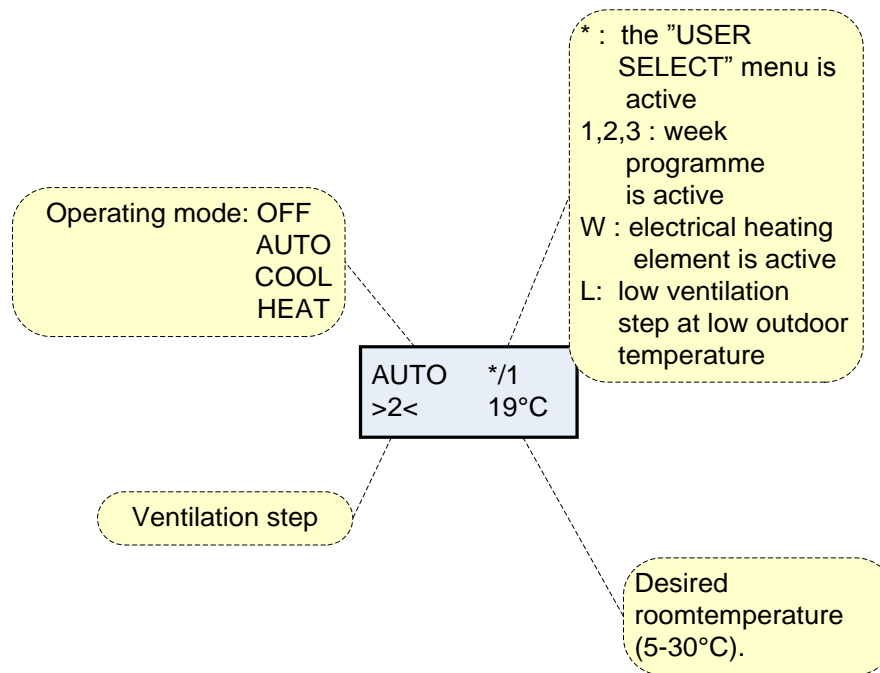 * : the ”USER
SELECT” menu is
active
1,2,3 : week
programme
is active
W : electrical heating
element is active
L: low ventilation
step at low outdoor
temperature
Operating mode: OFF
AUTO
COOL
HEAT
AUTO */1
>2< 19°C
Ventilation step
Desired
roomtemperature
(5-30°C).